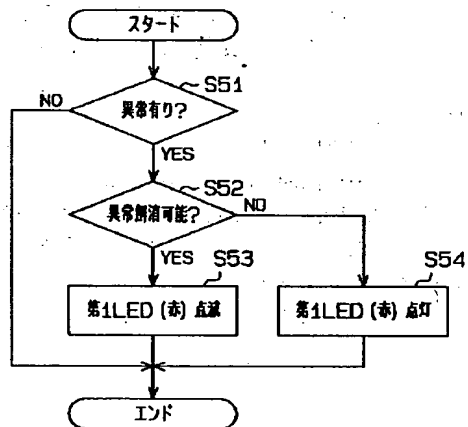 スタート
S51
NO
異常有り?
YES
S52
異常解消可能?
NO
YES
S53
S54
第1LED(赤)点滅
第1LED(赤)点灯
エンド